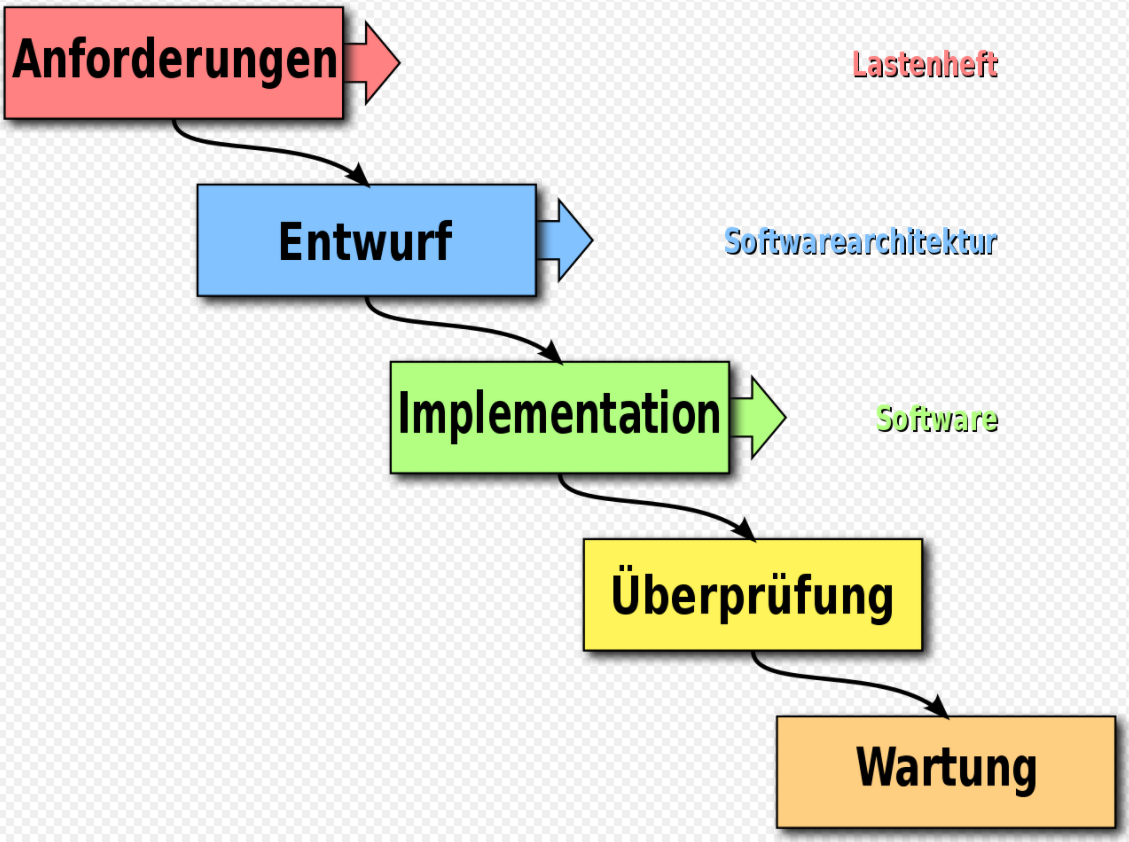 Anforderungen
Lastenheft
Entwurf
Softwarearchitektur
Implementation
Software
Überprüfung
Wartung